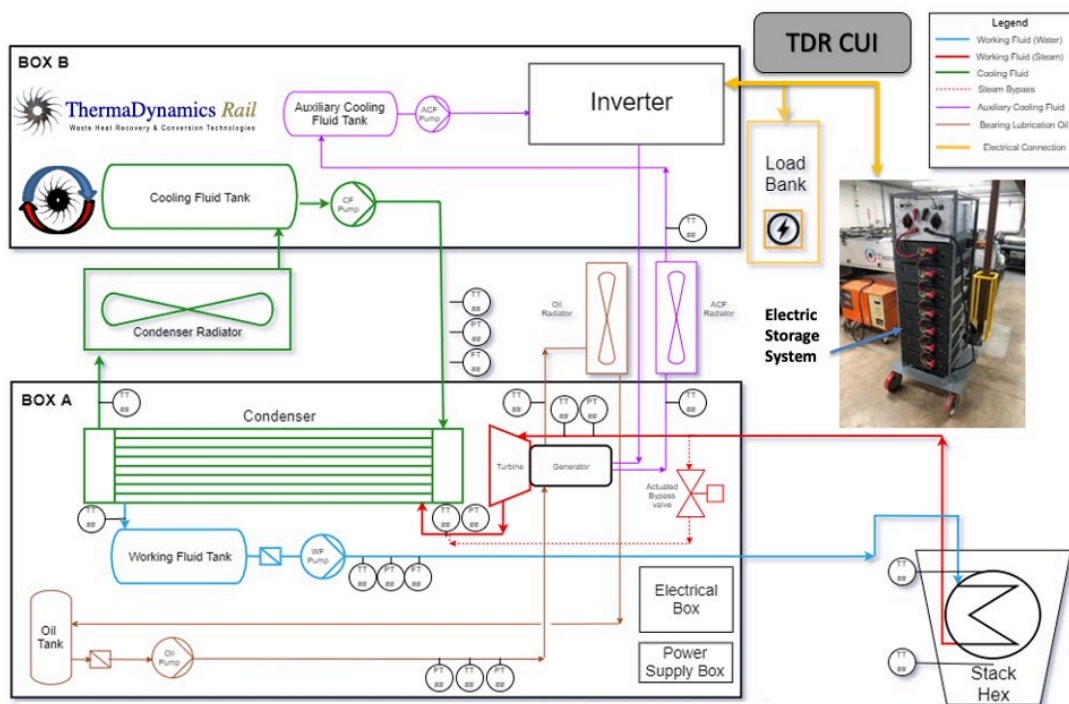 TDR CUI
Legend
Working Fluid (Water)
Working Fluid (Steam)
Cooling Fluid
Steam Bypass
Auxiliary Cooling Fluid
Bearing Lubrication Oil
Electrical Connection
BOX B
ThermaDynamics Rail
Waste Heat Recovery & Conversion Technologies
Auxiliary Cooling
Fluid Tank
ACF
Pump
Inverter
Load
Bank
Cooling Fluid Tank
CF
Pump
TT
##
Condenser Radiator
TT
##
PT
##
FT
##
Oil
Radiator
ACF
Radiator
Electric
Storage
System
BOX A
TT
##
Condenser
TT
##
TT
##
PT
##
TT
##
Turbine
Generator
Actuated
Bypass
valve
TT
##
TT
##
PT
##
Working Fluid Tank
WF
Pump
TT
##
PT
##
FT
##
TT
##
TT
##
Stack
Hex
Oil
Tank
Oil
Pump
FT
##
TT
##
PT
##
Electrical
Box
Power
Supply Box